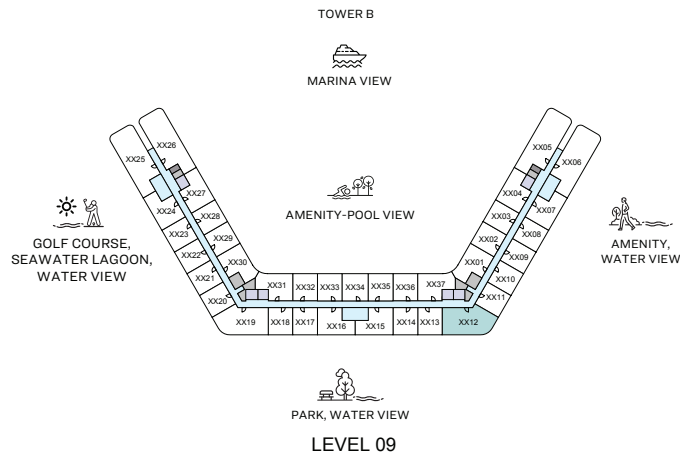 TOWER B
MARINA VIEW
XX26
XX25
XX05
XX06
XX27
XX24
XX04
XX07
XX28
XX23
XX03
XX08
XX29
XX22
XX02
XX09
XX30
XX21
XX01
XX10
XX20
XX31
XX32
XX33
XX34
XX35
XX36
XX37
XX11
XX19
XX18
XX17
XX16
XX15
XX14
XX13
XX12
AMENITY-POOL VIEW
GOLF COURSE,
SEAWATER LAGOON,
WATER VIEW
AMENITY,
WATER VIEW
PARK, WATER VIEW
LEVEL 09